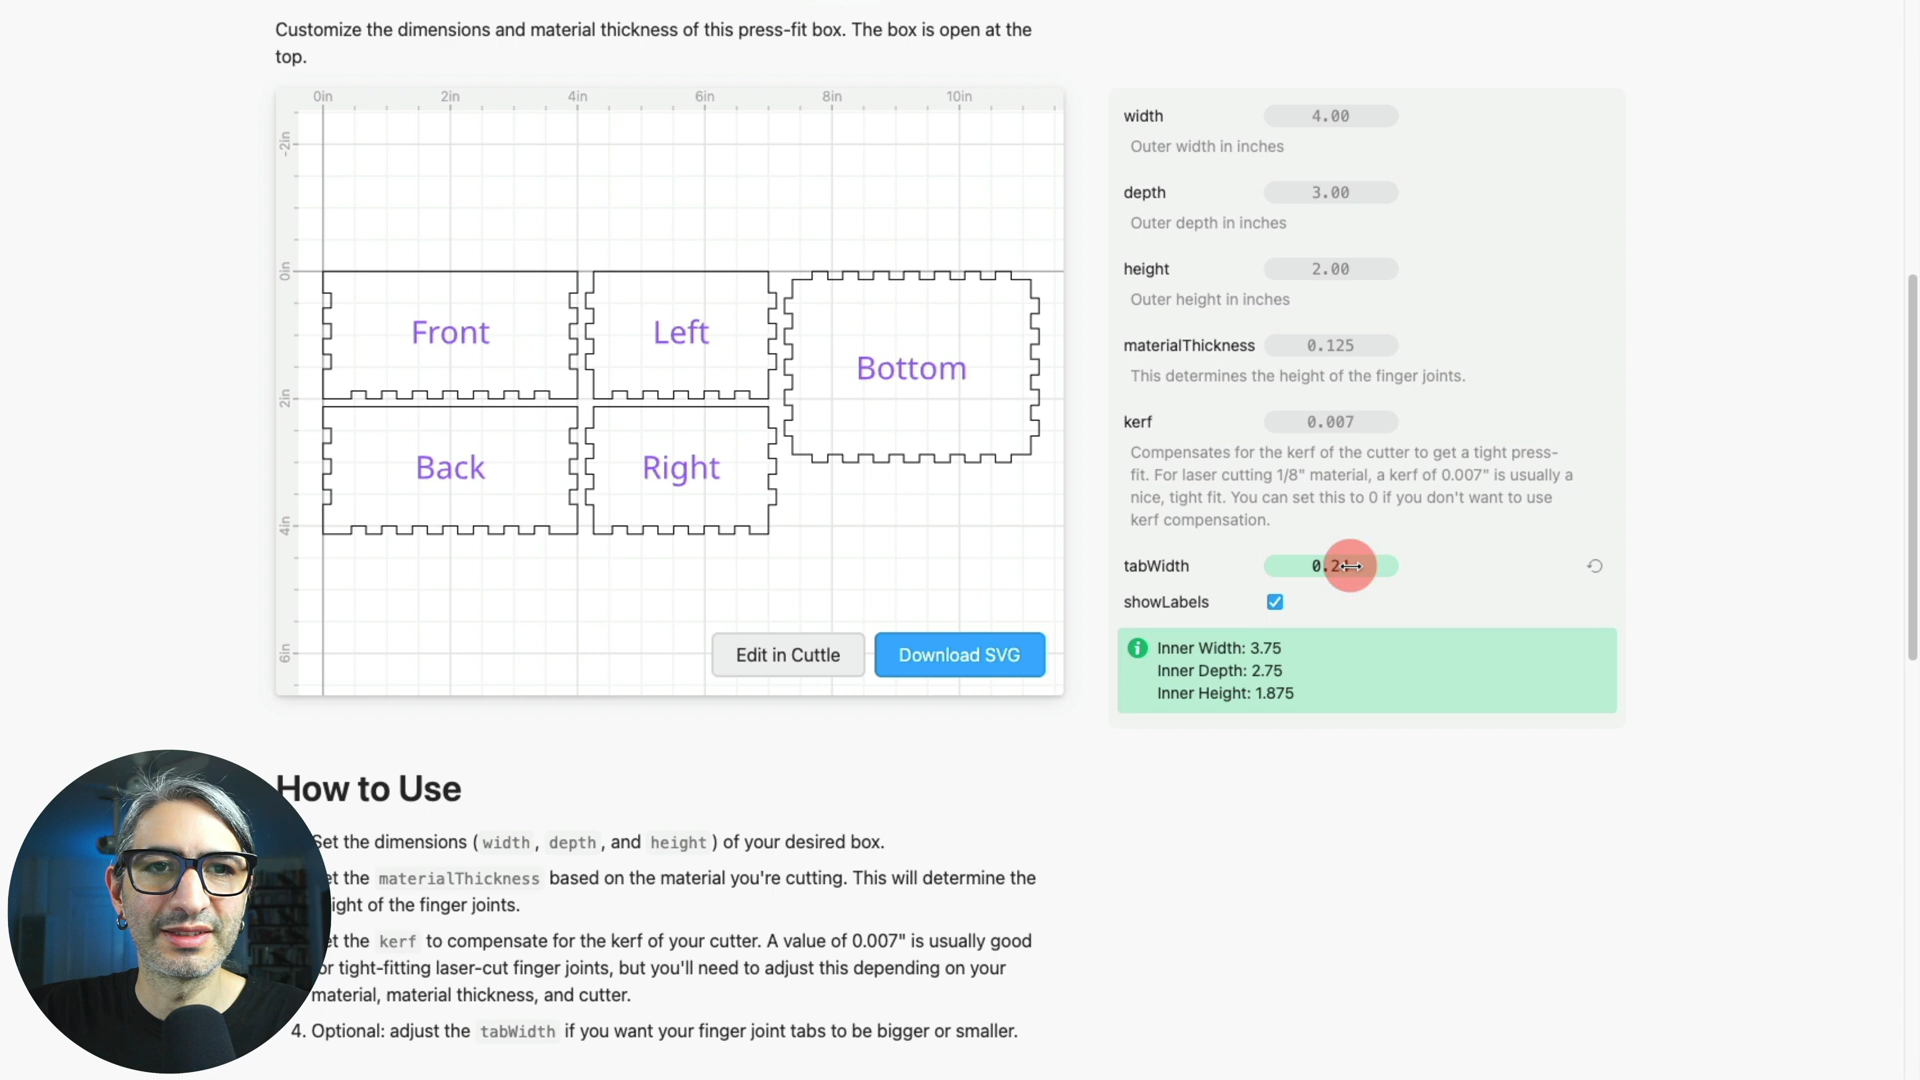 Customize the dimensions and material thickness of this press-fit box. The box is open at the
top.
0in 2in 4in 6in 8in 10in
-2in
0in
2in
4in
6in
Front
Left
Bottom
Back
Right
Edit in Cuttle
Download SVG
width 4.00
Outer width in inches
depth 3.00
Outer depth in inches
height 2.00
Outer height in inches
materialThickness 0.125
This determines the height of the finger joints.
kerf 0.007
Compensates for the kerf of the cutter to get a tight press-
fit. For laser cutting 1/8" material, a kerf of 0.007" is usually a
nice, tight fit. You can set this to 0 if you don't want to use
kerf compensation.
tabWidth
showLabels
Inner Width: 3.75
Inner Depth: 2.75
Inner Height: 1.875
How to Use
Set the dimensions ( width , depth , and height ) of your desired box.
the materialThickness based on the material you're cutting. This will determine the
of the finger joints.
the kerf to compensate for the kerf of your cutter. A value of 0.007" is usually good
tight-fitting laser-cut finger joints, but you'll need to adjust this depending on your
material, material thickness, and cutter.
4. Optional: adjust the tabWidth if you want your finger joint tabs to be bigger or smaller.